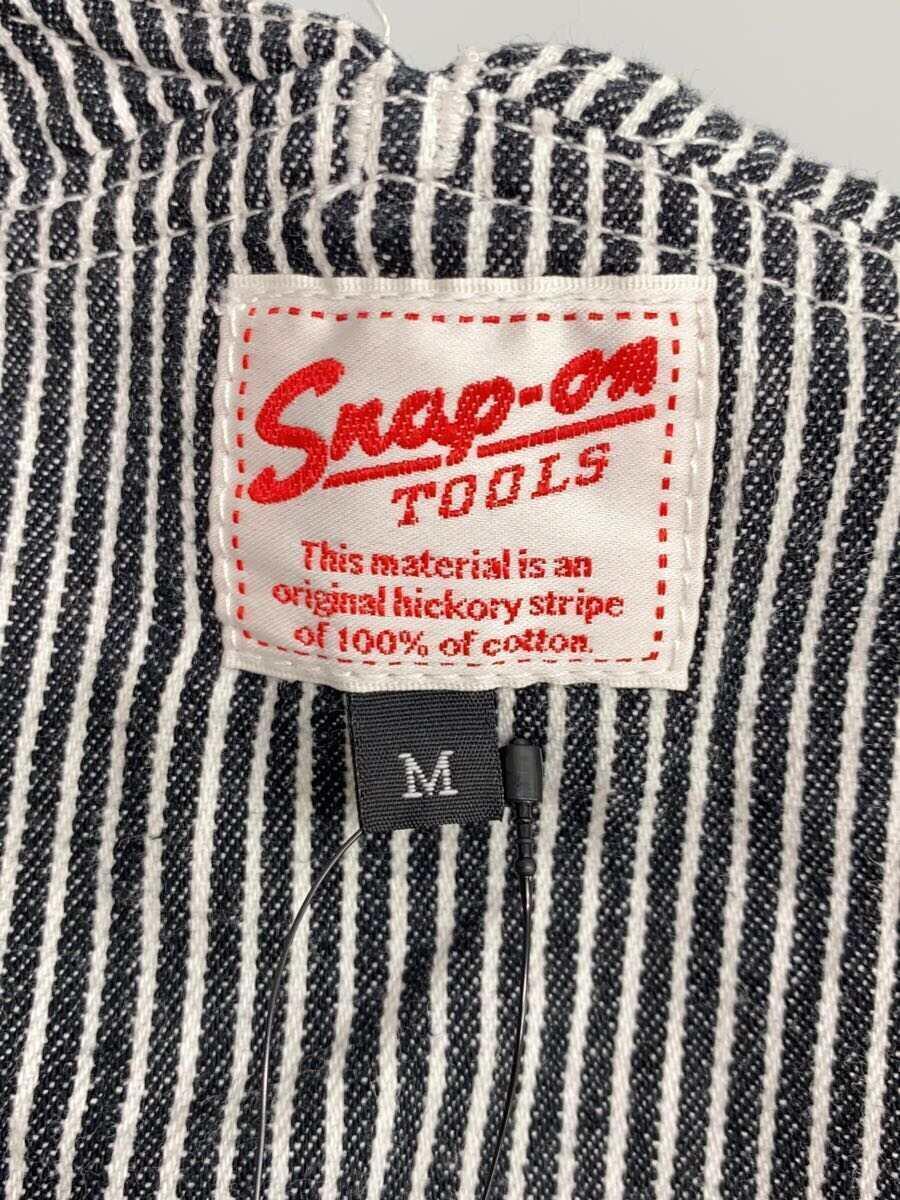 Snap-on
TOOLS
This material is an
original hickory stripe
of 100% of cotton.
M